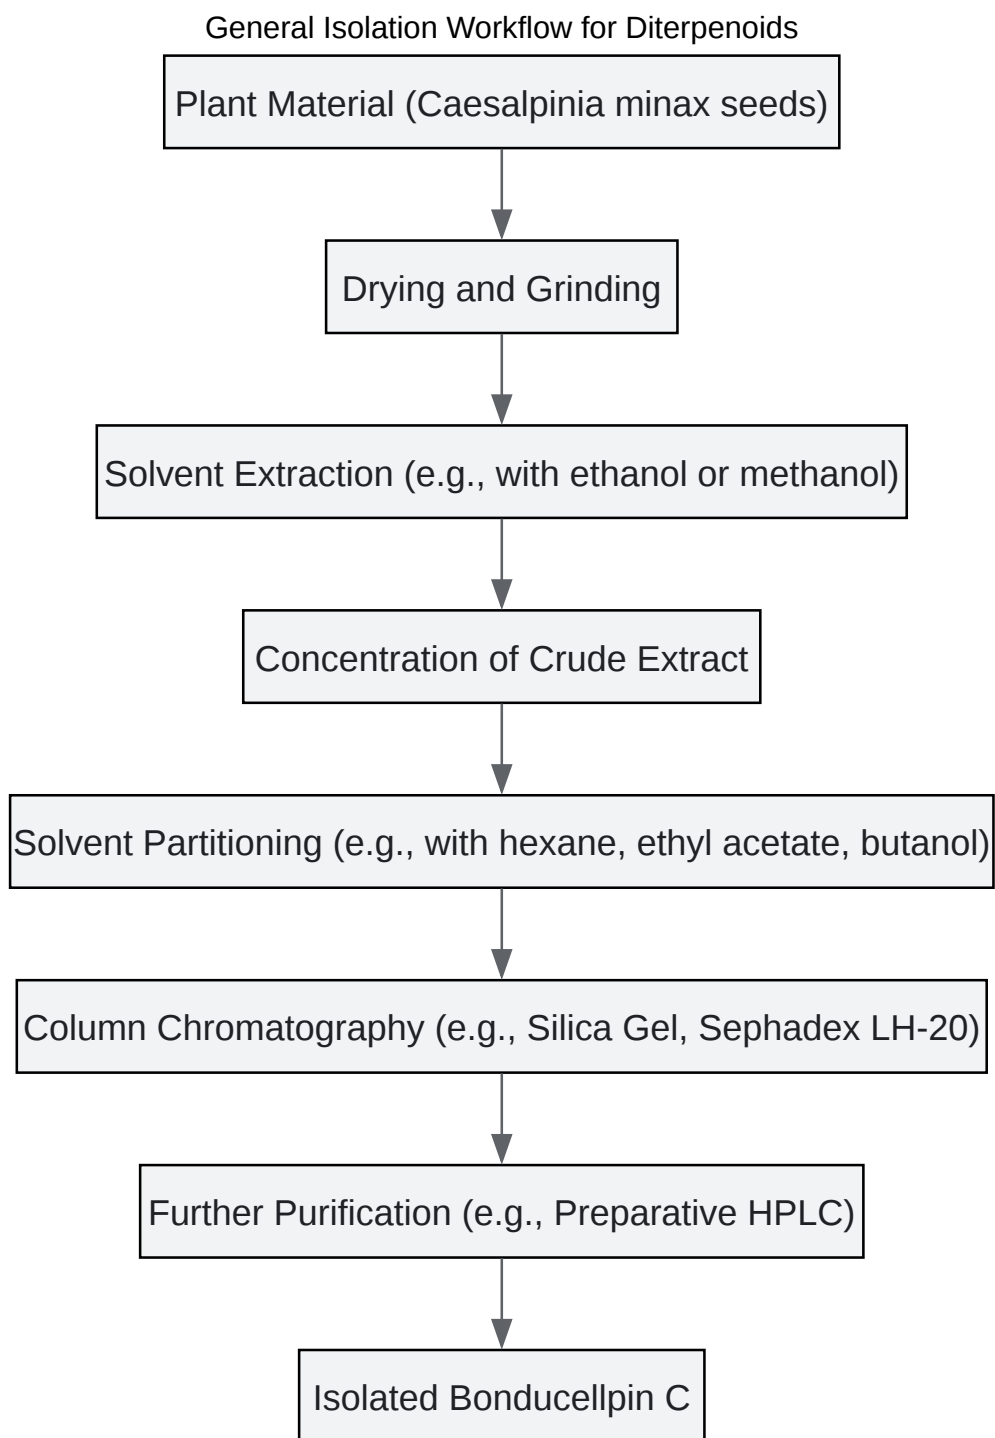 General Isolation Workflow for Diterpenoids
Plant Material (Caesalpinia minax seeds)
Drying and Grinding
Solvent Extraction (e.g., with ethanol or methanol)
Concentration of Crude Extract
Solvent Partitioning (e.g., with hexane, ethyl acetate, butanol)
Column Chromatography (e.g., Silica Gel, Sephadex LH-20)
Further Purification (e.g., Preparative HPLC)
Isolated Bonducellpin C